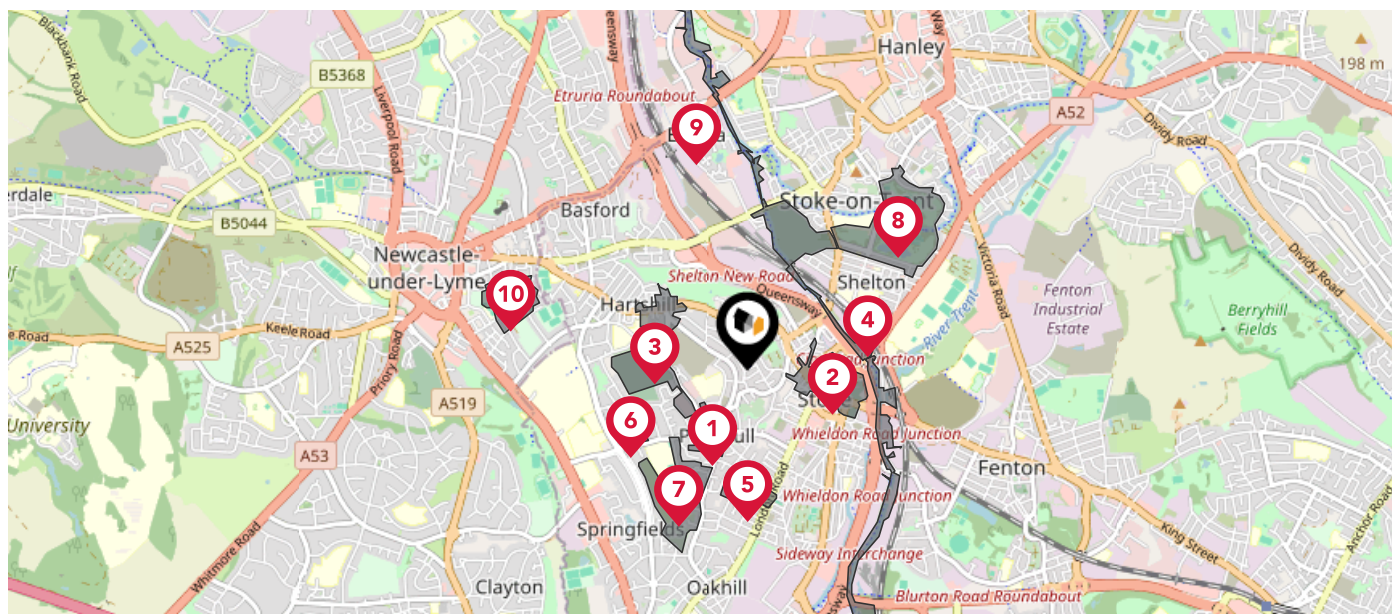 Blackbank Road
B5368
Liverpool Road
Etruria Roundabout
9
Hanley
198 m
A52
Dividy Road
B5044
Basford
Stoke-on-Trent
8
Newcastle-
under-Lyme
10
Shelton New Road
Queensway
Shelton
Victoria Road
Dividy Road
Fenton
Industrial
Estate
River Trent
Berryhill
Fields
Keele Road
A525
Priory Road
Hartshill
3
4
2
A519
University
A53
6
1
Whieldon Road Junction
7
5
London Road
Whieldon Road Junction
Fenton
Springfields
Sideway Interchange
King Street
Anchor Road
Whitmore Road
Clayton
Oakhill
Blurton Road Roundabout